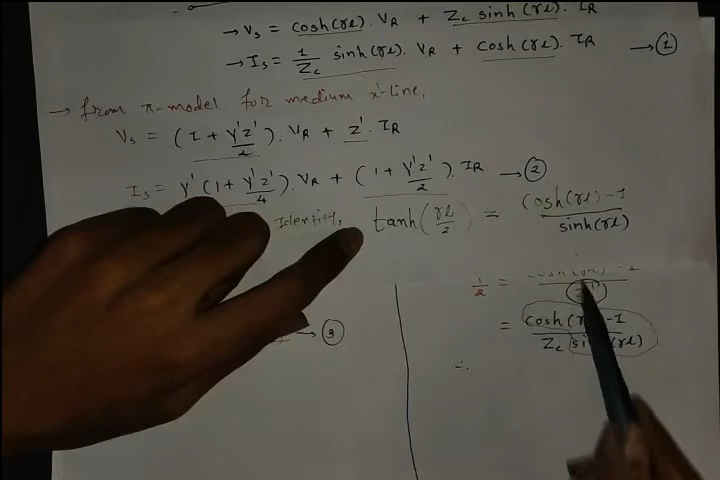 → Vs = cosh(γl). VR + Zc sinh(γl). IR
→ Is = 1/Zc sinh(γl). VR + cosh(γl). IR → ①
→ from π-model for medium x'-line,
Vs = (1 + Y'Z'/2). VR + Z'. IR
Is = Y'(1 + Y'Z'/4). VR + (1 + Y'Z'/2). IR → ②
tanh(γl/2) = cosh(γl)-1/sinh(γl)
→ ③
= cosh(γl)-1/Zc sinh(γl)
∴